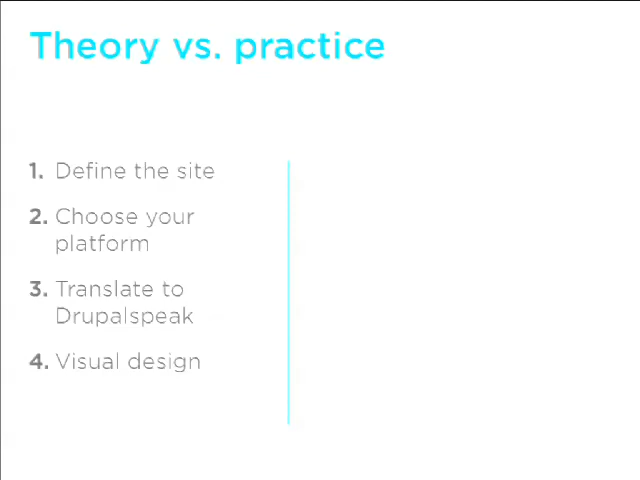 Theory vs. practice
1. Define the site
2. Choose your
platform
3. Translate to
Drupalspeak
4. Visual design